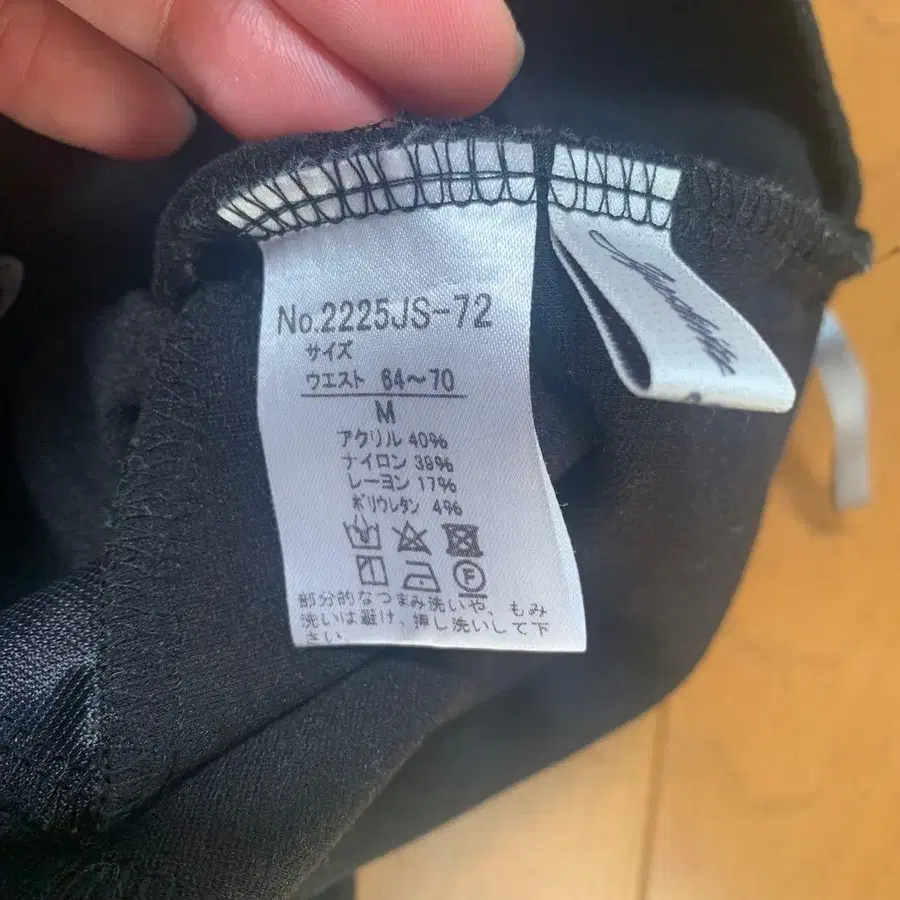 No.2225JS-72
サイズ
ウエスト 64～70
M
アクリル 40%
ナイロン 39%
レーヨン 17%
ポリウレタン 4%
F
部分的なつまみ洗いや、もみ
洗いは避け、押し洗いして下
さい。